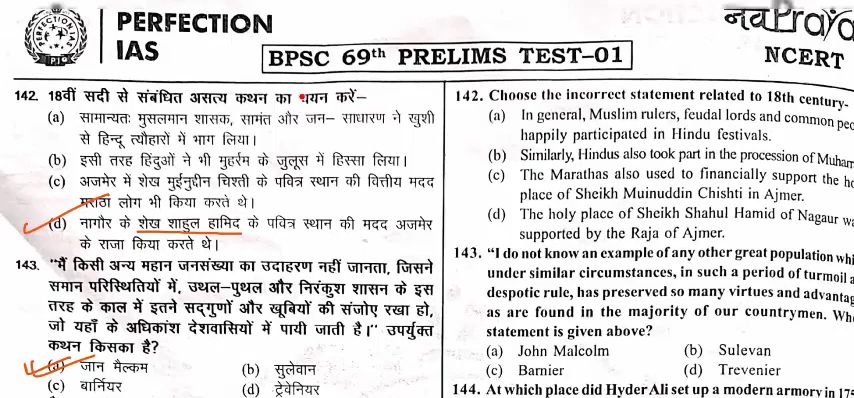 PERFECTION
IAS
BPSC 69th PRELIMS TEST-01
NCERT
142. 18वीं सदी से संबंधित असत्य कथन का चयन करें–
(a) सामान्यतः मुसलमान शासक, सामंत और जन– साधारण ने खुशी
से हिन्दू त्यौहारों में भाग लिया।
(b) इसी तरह हिंदुओं ने भी मुहर्रम के जुलूस में हिस्सा लिया।
(c) अजमेर में शेख मुईनुद्दीन चिश्ती के पवित्र स्थान की वित्तीय मदद
मराठा लोग भी किया करते थे।
(d) नागौर के शेख शाहुल हामिद के पवित्र स्थान की मदद अजमेर
के राजा किया करते थे।
143. "मैं किसी अन्य महान जनसंख्या का उदाहरण नहीं जानता, जिसने
समान परिस्थितियों में, उथल-पुथल और निरंकुश शासन के इस
तरह के काल में इतने सद्गुणों और खूबियों की संजोए रखा हो,
जो यहाँ के अधिकांश देशवासियों में पायी जाती है।" उपर्युक्त
कथन किसका है?
(a) जान मैल्कम (b) सुलेवान
(c) बार्नियर (d) ट्रेवेनियर
142. Choose the incorrect statement related to 18th century-
(a) In general, Muslim rulers, feudal lords and common
happily participated in Hindu festivals.
(b) Similarly, Hindus also took part in the procession of
(c) The Marathas also used to financially support the
place of Sheikh Muinuddin Chishti in Ajmer.
(d) The holy place of Sheikh Shahul Hamid of Nagaur
supported by the Raja of Ajmer.
143. "I do not know an example of any other great population
under similar circumstances, in such a period of turmoil
despotic rule, has preserved so many virtues and
as are found in the majority of our countrymen.
statement is given above?
(a) John Malcolm (b) Sulevan
(c) Barnier (d) Trevenier
144. At which place did Hyder Ali set up a modern armory in